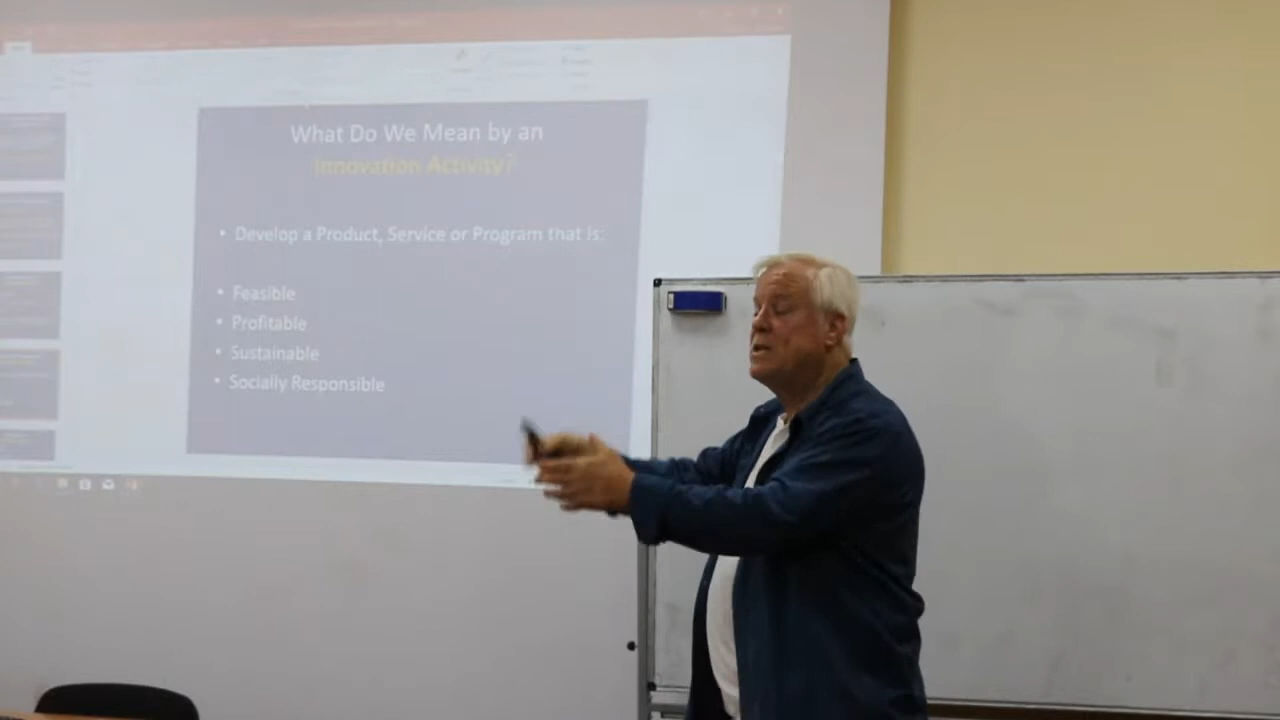 What Do We Mean by an
Innovation Activity?
• Develop a Product, Service or Program that is:
• Feasible
• Profitable
• Sustainable
• Socially Responsible